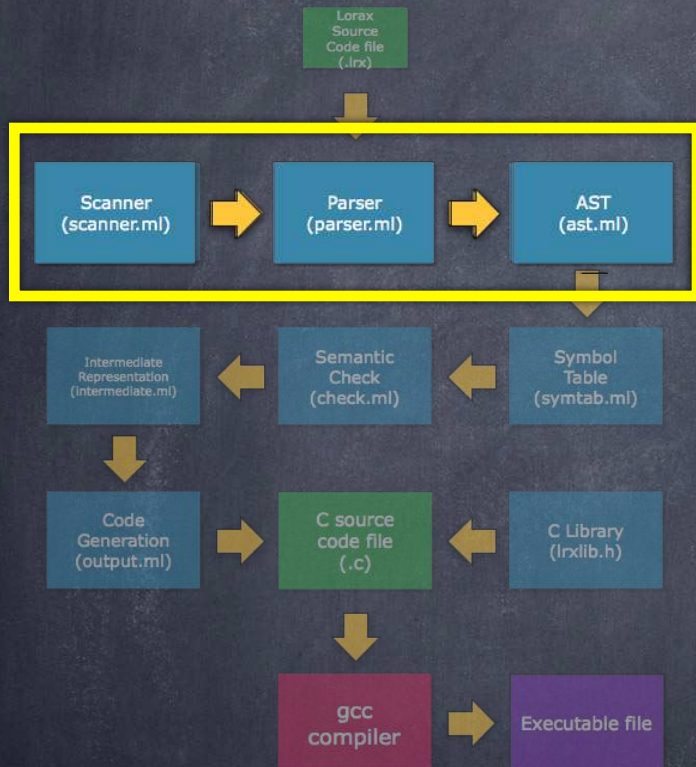 Lorax
Source
Code file
(.lrx)
Scanner
(scanner.ml)
Parser
(parser.ml)
AST
(ast.ml)
Intermediate
Representation
(intermediate.ml)
Semantic
Check
(check.ml)
Symbol
Table
(symtab.ml)
Code
Generation
(output.ml)
C source
code file
(.c)
C Library
(lrxlib.h)
gcc
compiler
Executable file